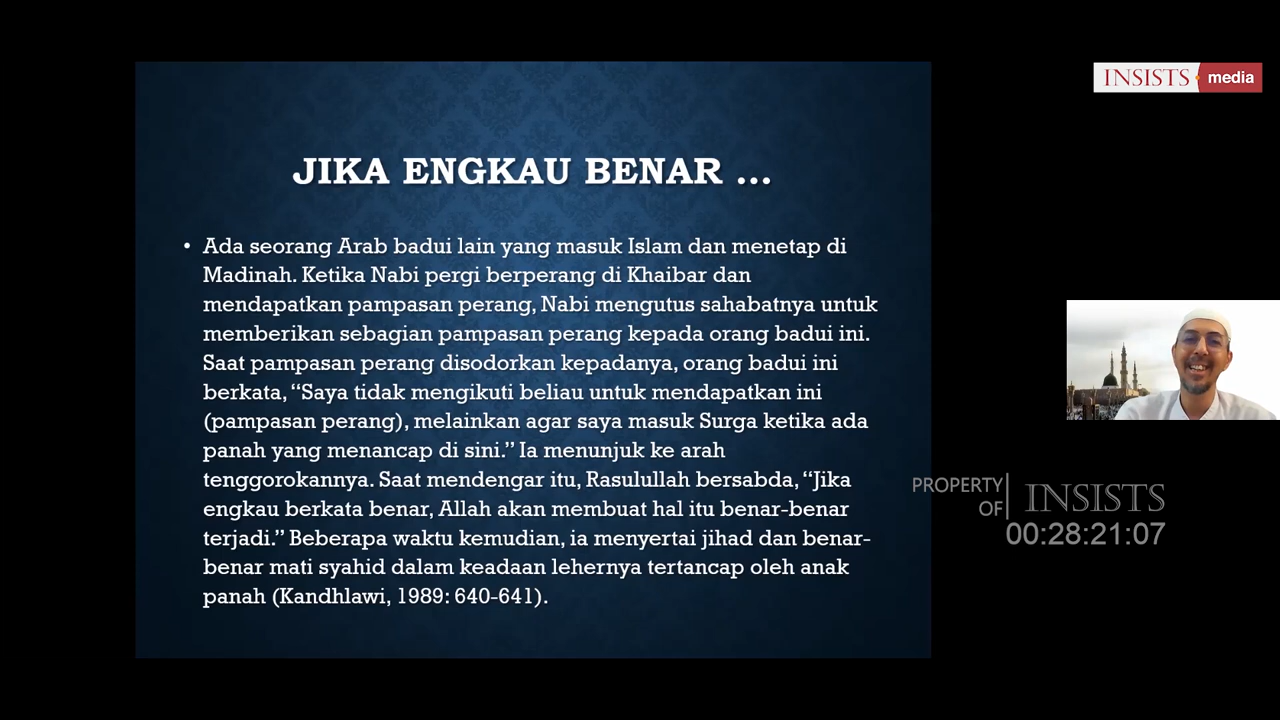 INSISTS media
JIKA ENGKAU BENAR ...
• Ada seorang Arab badui lain yang masuk Islam dan menetap di
Madinah. Ketika Nabi pergi berperang di Khaibar dan
mendapatkan pampasan perang, Nabi mengutus sahabatnya untuk
memberikan sebagian pampasan perang kepada orang badui ini.
Saat pampasan perang disodorkan kepadanya, orang badui ini
berkata, “Saya tidak mengikuti beliau untuk mendapatkan ini
(pampasan perang), melainkan agar saya masuk Surga ketika ada
panah yang menancap di sini.” Ia menunjuk ke arah
tenggorokannya. Saat mendengar itu, Rasulullah bersabda, “Jika
engkau berkata benar, Allah akan membuat hal itu benar-benar
terjadi.” Beberapa waktu kemudian, ia menyertai jihad dan benar-
benar mati syahid dalam keadaan lehernya tertancap oleh anak
panah (Kandhlawi, 1989: 640-641).
PROPERTY
OF
INSISTS
00:28:21:07